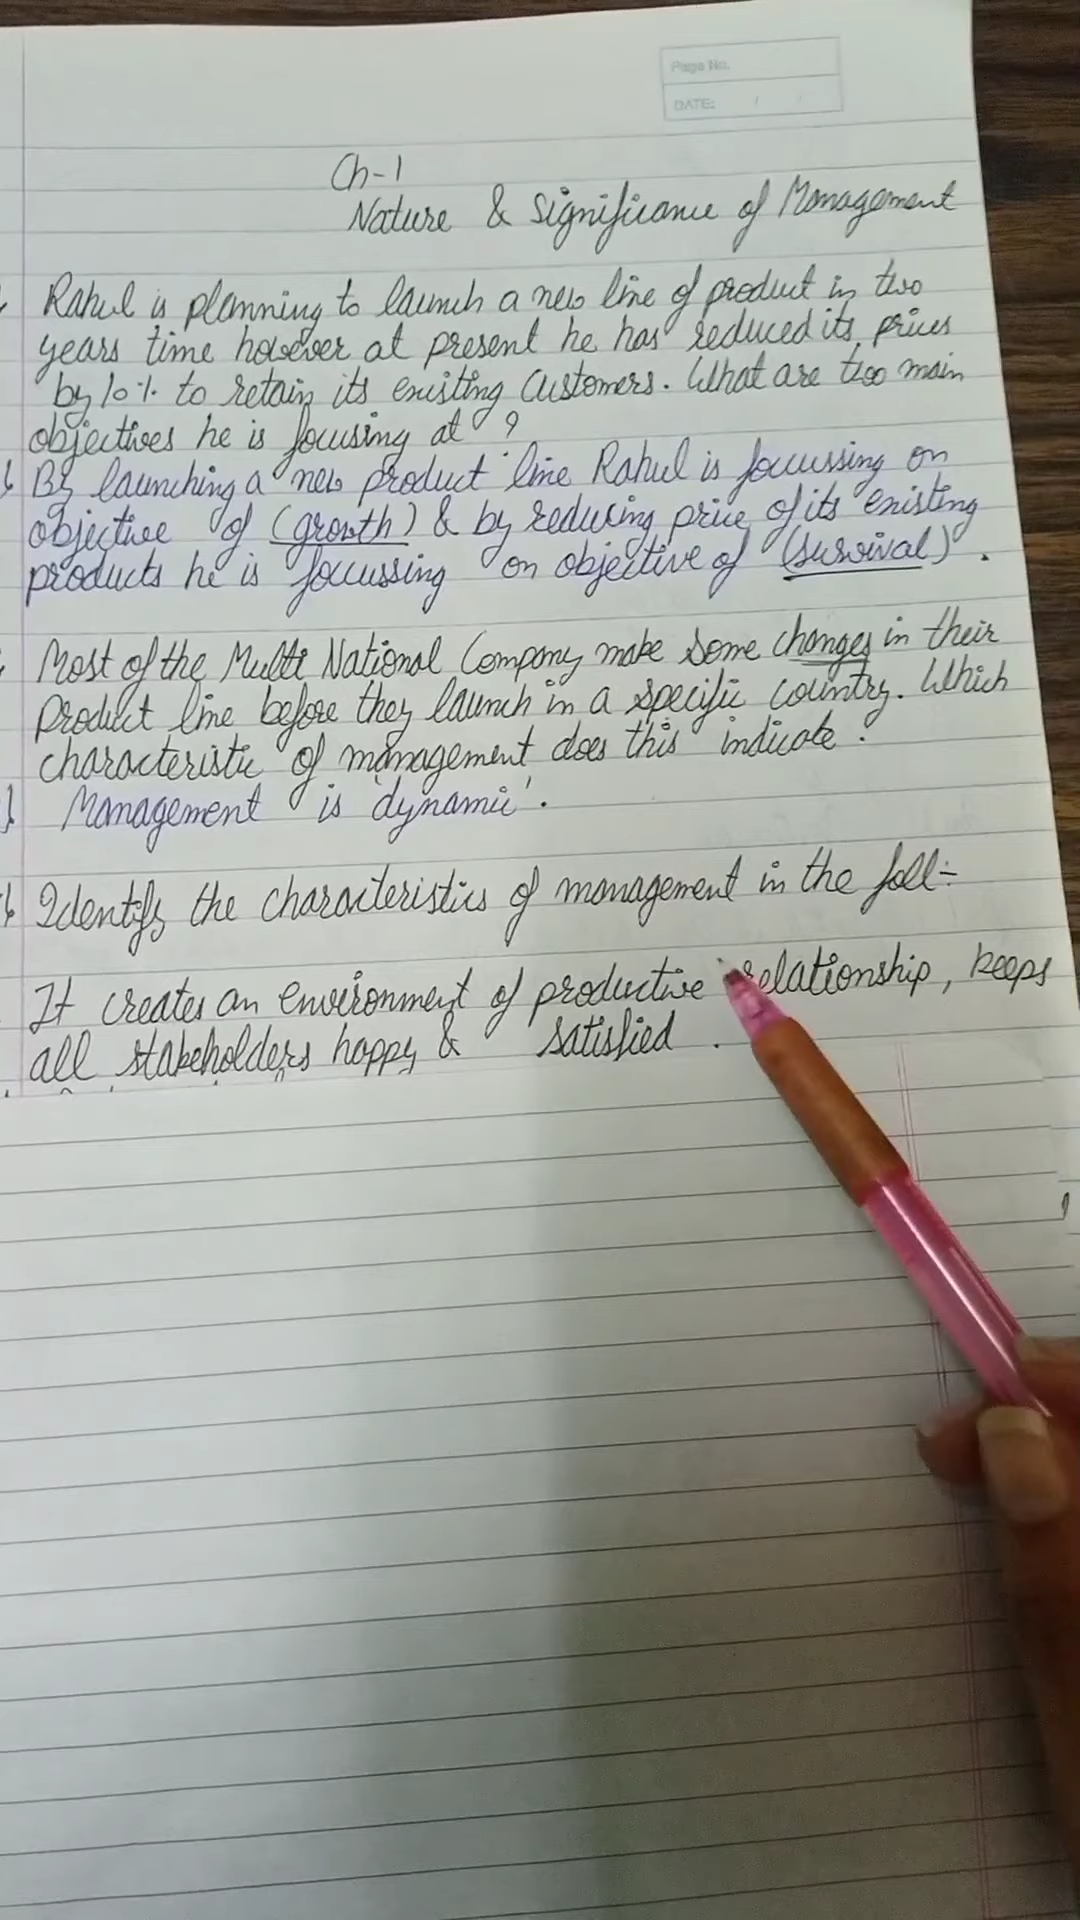 Page No.
DATE: / /
Ch-1
Nature & Significance of Management
Rahul is planning to launch a new line of product in two
years time however at present he has reduced its prices
by 10% to retain its existing customers. What are two main
objectives he is focusing at ?
By launching a new product line Rahul is focussing on
objective of (growth) & by reducing price of its existing
products he is focussing on objective of (survival).
Most of the Multi National Company make some changes in their
Product line before they launch in a specific country. Which
characteristic of management does this indicate.
Management is 'dynamic'.
Identify the characteristics of management in the foll:-
It creates an environment of productive relationship, keeps
all stakeholders happy & satisfied.